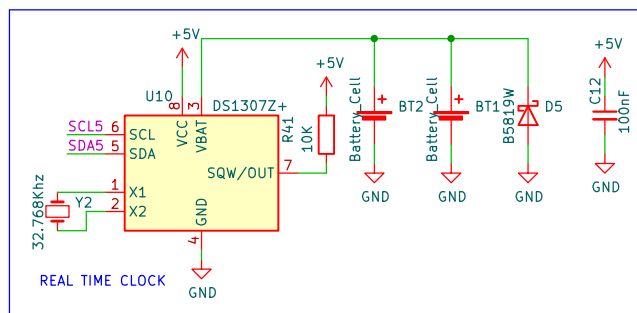 +5V
+5V
+5V
U10
DS1307Z+
8
3
VCC
VBAT
SCL5
6
SCL
SDA5
5
SDA
1
X1
2
X2
SQW/OUT
7
GND
4
GND
R41
10K
32.768Khz
Y2
Battery_Cell
+
BT2
GND
Battery_Cell
+
BT1
GND
B5819W
D5
GND
C12
100nF
GND
REAL TIME CLOCK